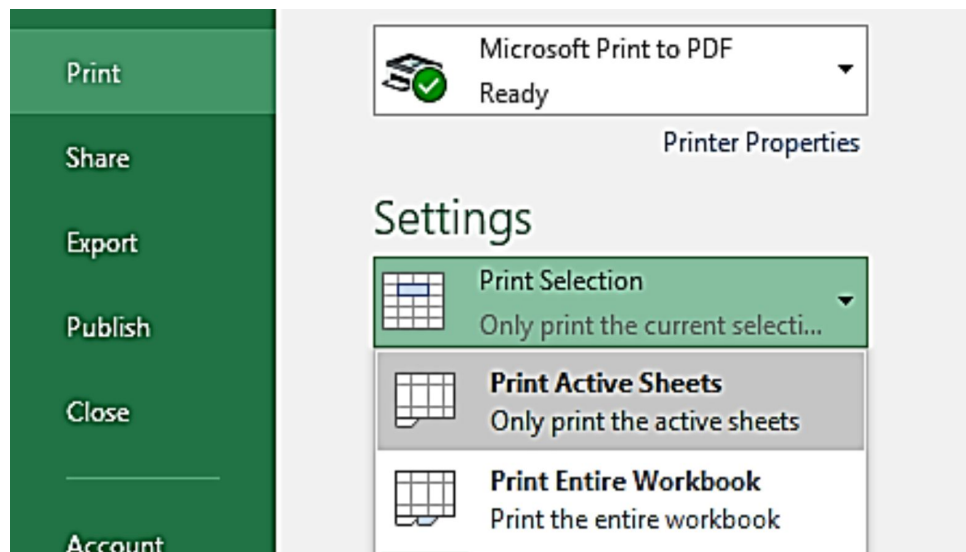 Print
Share
Export
Publish
Close
Account
Microsoft Print to PDF
Ready
Printer Properties
Settings
Print Selection
Only print the current selecti...
Print Active Sheets
Only print the active sheets
Print Entire Workbook
Print the entire workbook